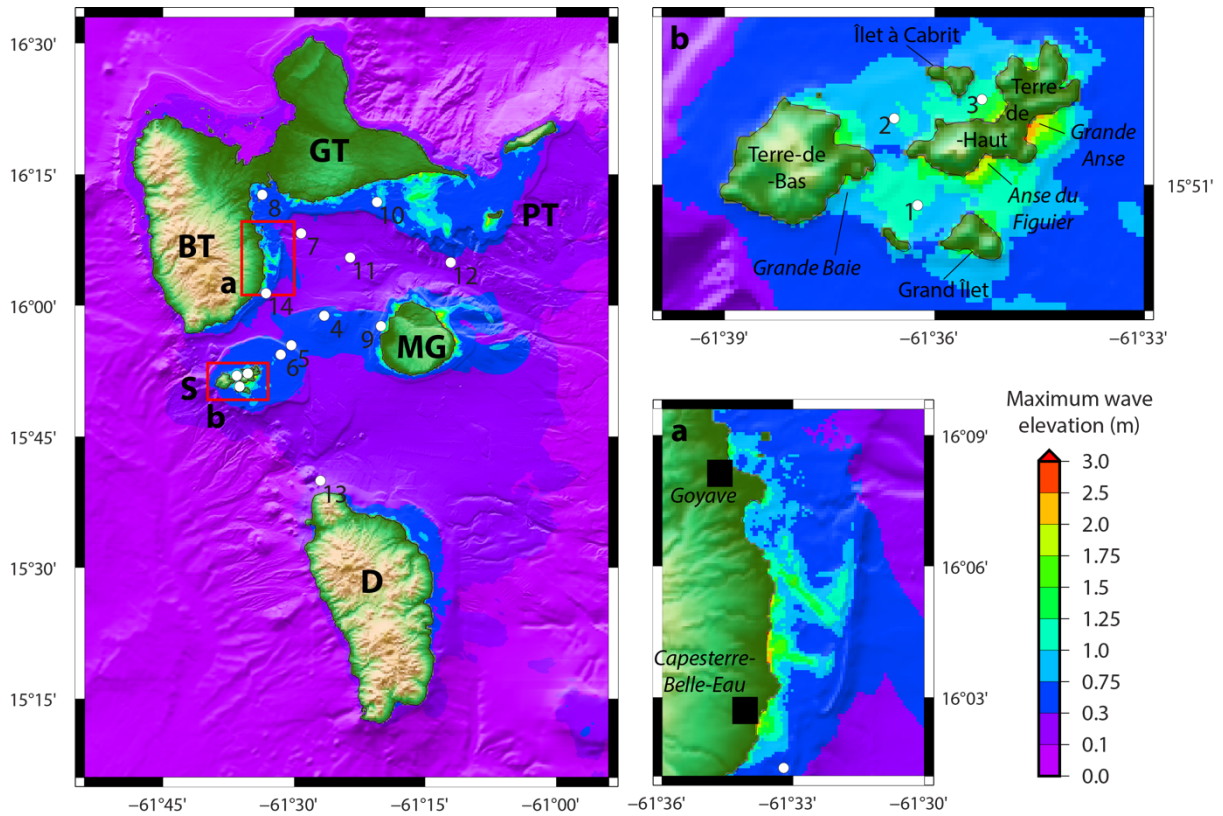 16°30'
16°15'
16°00'
15°45'
15°30'
15°15'
−61°45'
−61°30'
−61°15'
−61°00'
GT
PT
BT
MG
S
D
a
b
8
10
7
11
12
14
4
9
5
6
13
b
Îlet à Cabrit
Terre-
de
-Haut
3
2
Grande
Anse
Terre-de
-Bas
Anse du
Figuier
1
Grande Baie
Grand Îlet
15°51'
−61°39'
−61°36'
−61°33'
a
Goyave
Capesterre-
Belle-Eau
16°09'
16°06'
16°03'
−61°36'
−61°33'
−61°30'
Maximum wave
elevation (m)
3.0
2.5
2.0
1.75
1.5
1.25
1.0
0.75
0.3
0.1
0.0